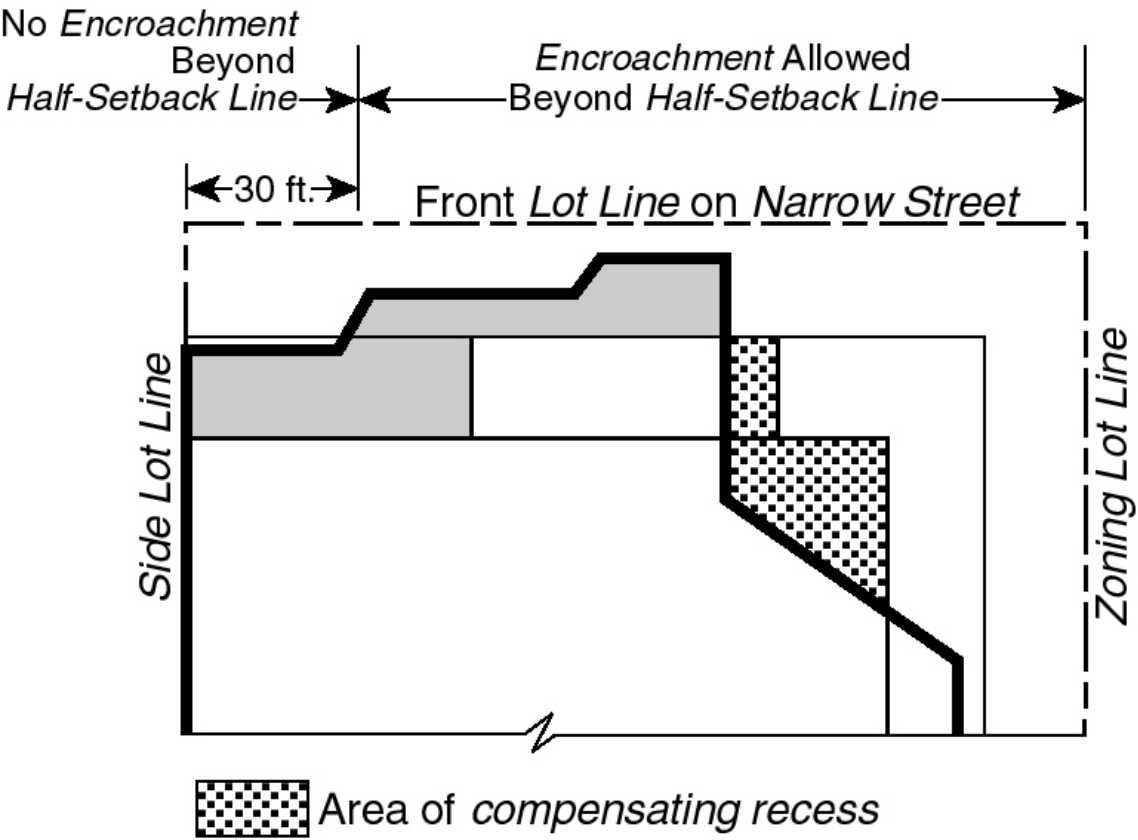 No Encroachment
Beyond
Half-Setback Line
Encroachment Allowed
Beyond Half-Setback Line
30 ft.
Front Lot Line on Narrow Street
Side Lot Line
Zoning Lot Line
Area of compensating recess